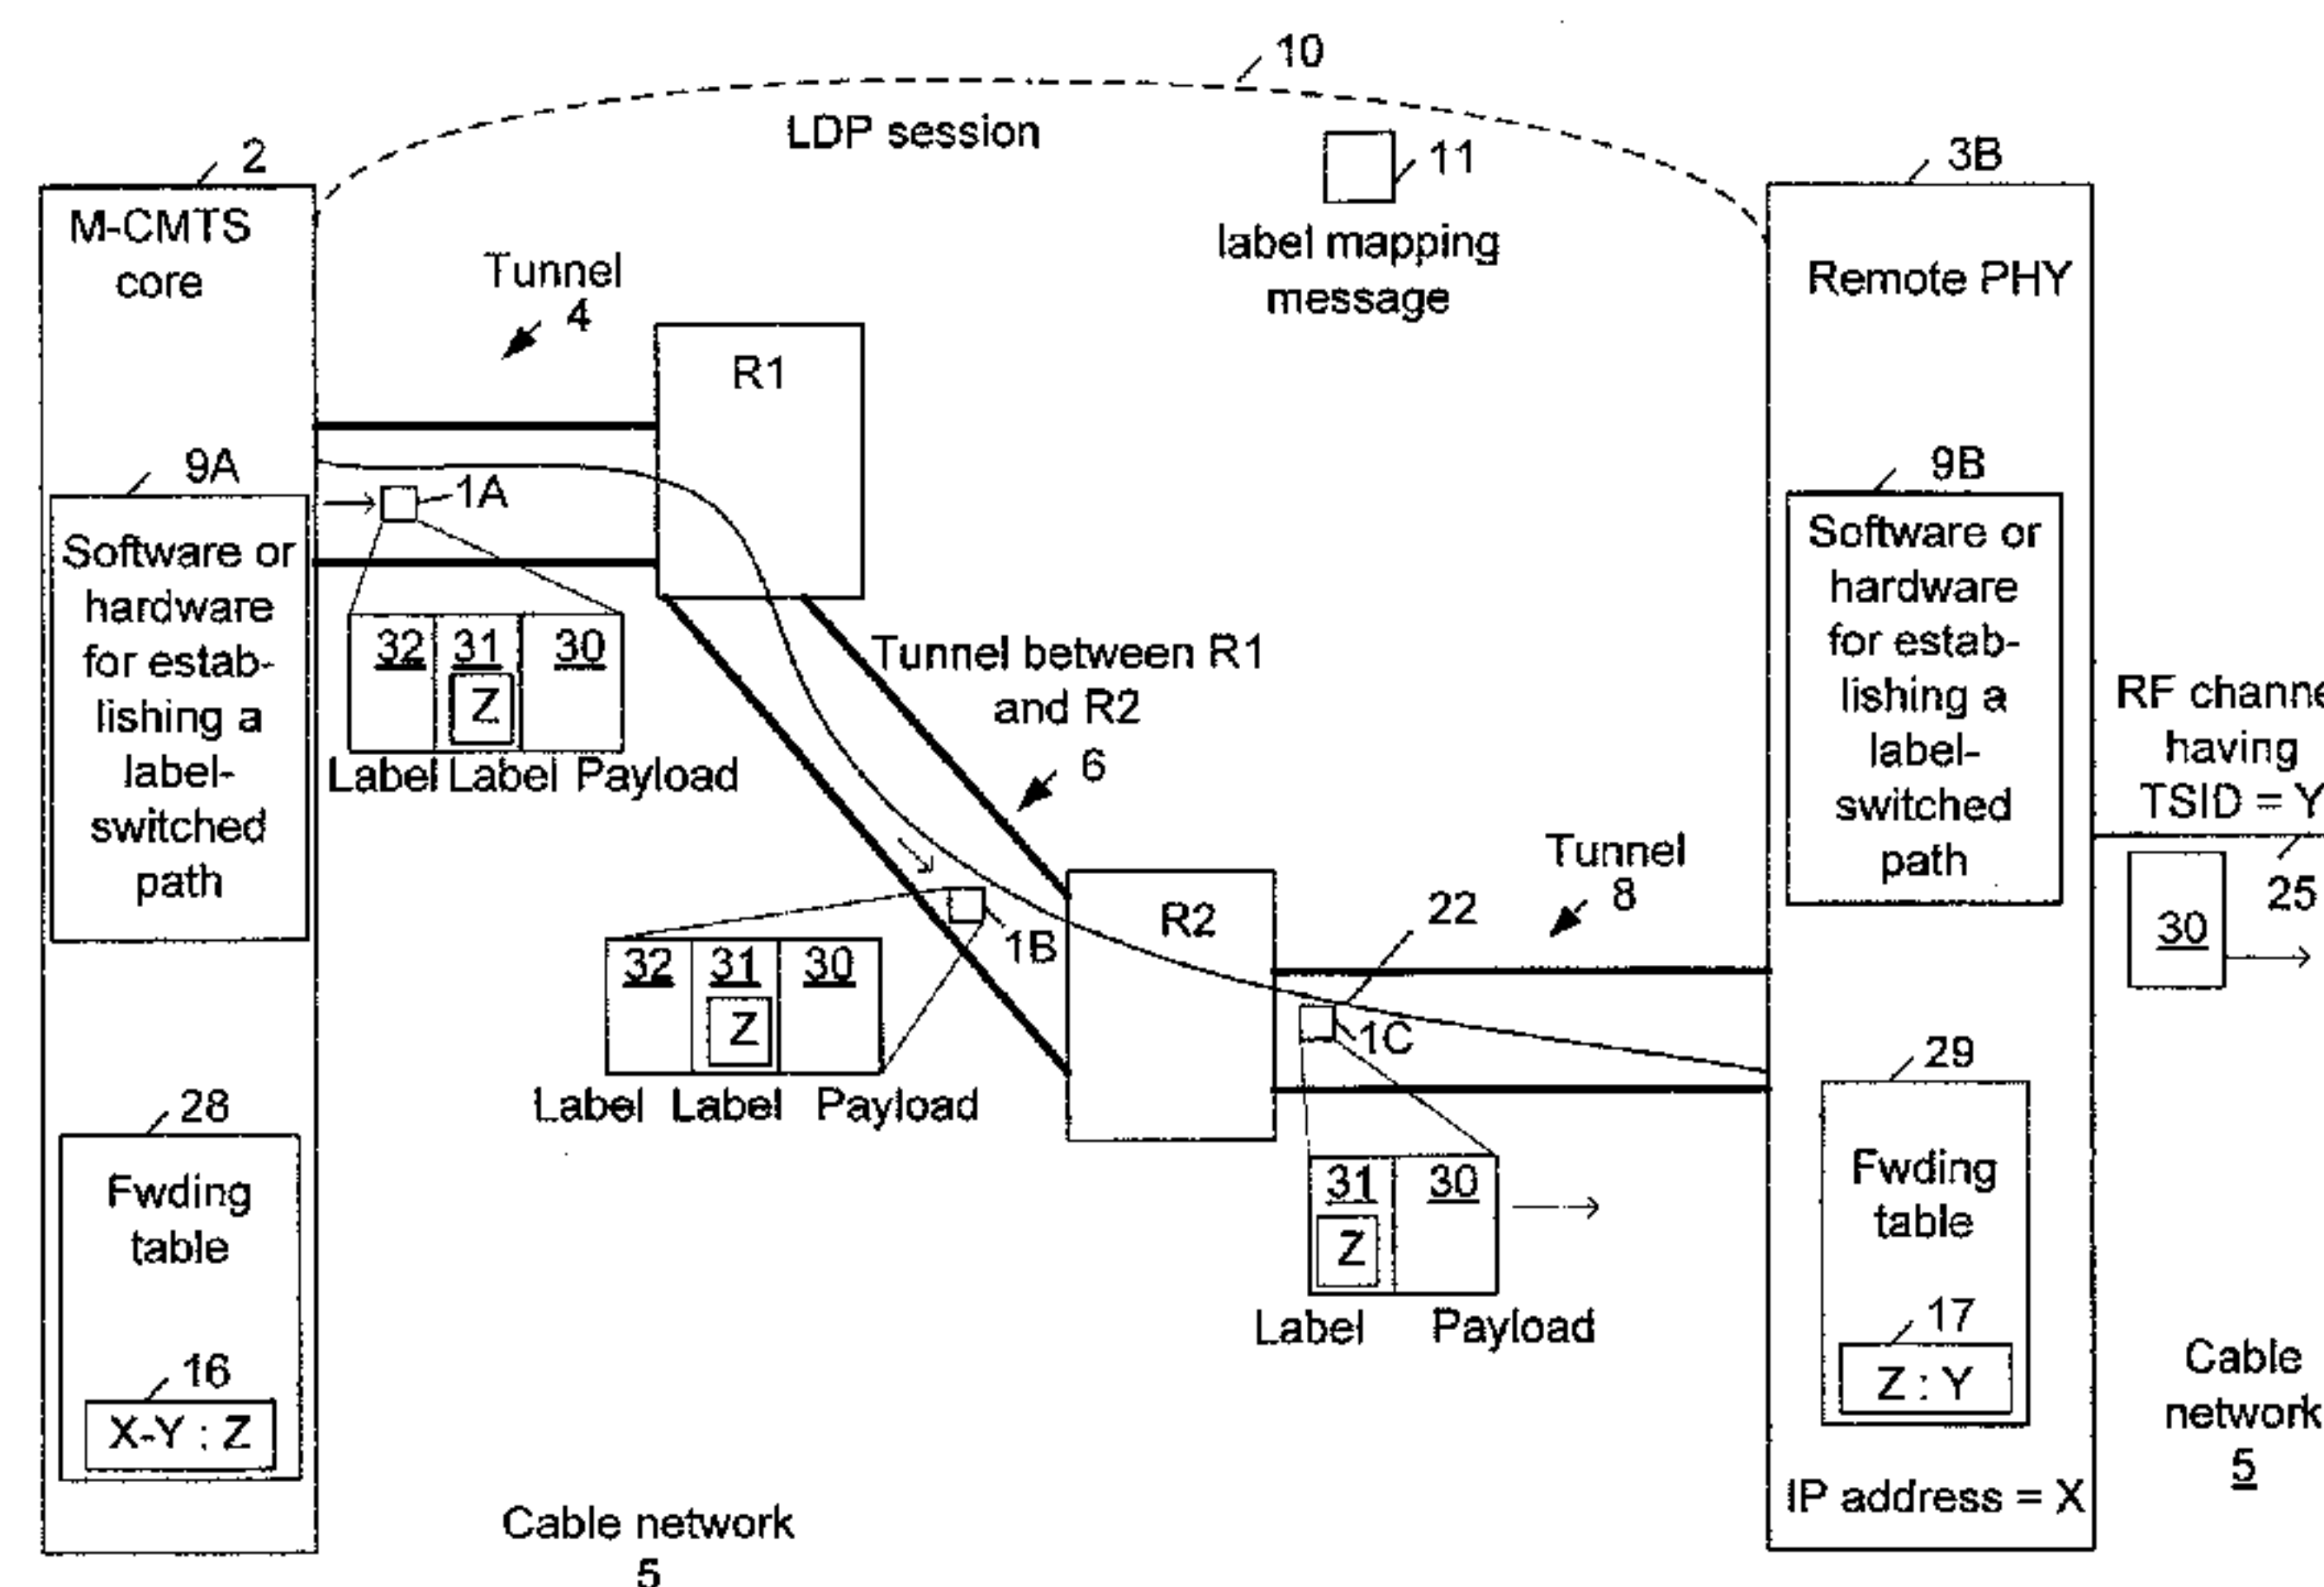 10
LDP session
11
label mapping
message
2
M-CMTS
core
Tunnel
4
R1
3B
Remote PHY
9A
Software or
hardware
for estab-
lishing a
label-
switched
path
1A
32 31 30
Z
Label Label Payload
Tunnel between R1
and R2
6
9B
Software or
hardware
for estab-
lishing a
label-
switched
path
RF channe
having
TSID = Y
25
30
1B
32 31 30
Z
Label Label Payload
R2
Tunnel
8
22
1C
31 30
Z
Label Payload
28
Fwding
table
16
X-Y : Z
29
Fwding
table
17
Z : Y
IP address = X
Cable network
5
Cable
network
5